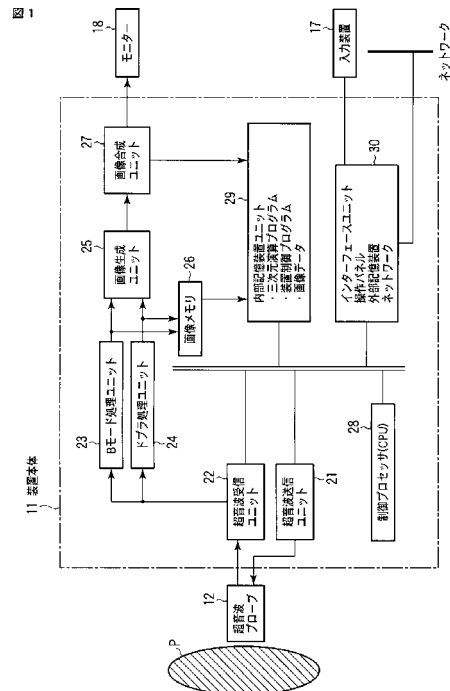 図1
18
モニター
17
入力装置
ネットワーク
27
画像合成
ユニット
25
画像生成
ユニット
26
画像メモリ
29
内部記憶装置ユニット
・三次元演算プログラム
・装置制御プログラム
・画像データ
30
インターフェースユニット
操作パネル
外部記憶装置
ネットワーク
23
Bモード処理ユニット
24
ドプラ処理ユニット
22
超音波受信
ユニット
21
超音波送信
ユニット
28
制御プロセッサ(CPU)
11 装置本体
12
超音波プローブ
P